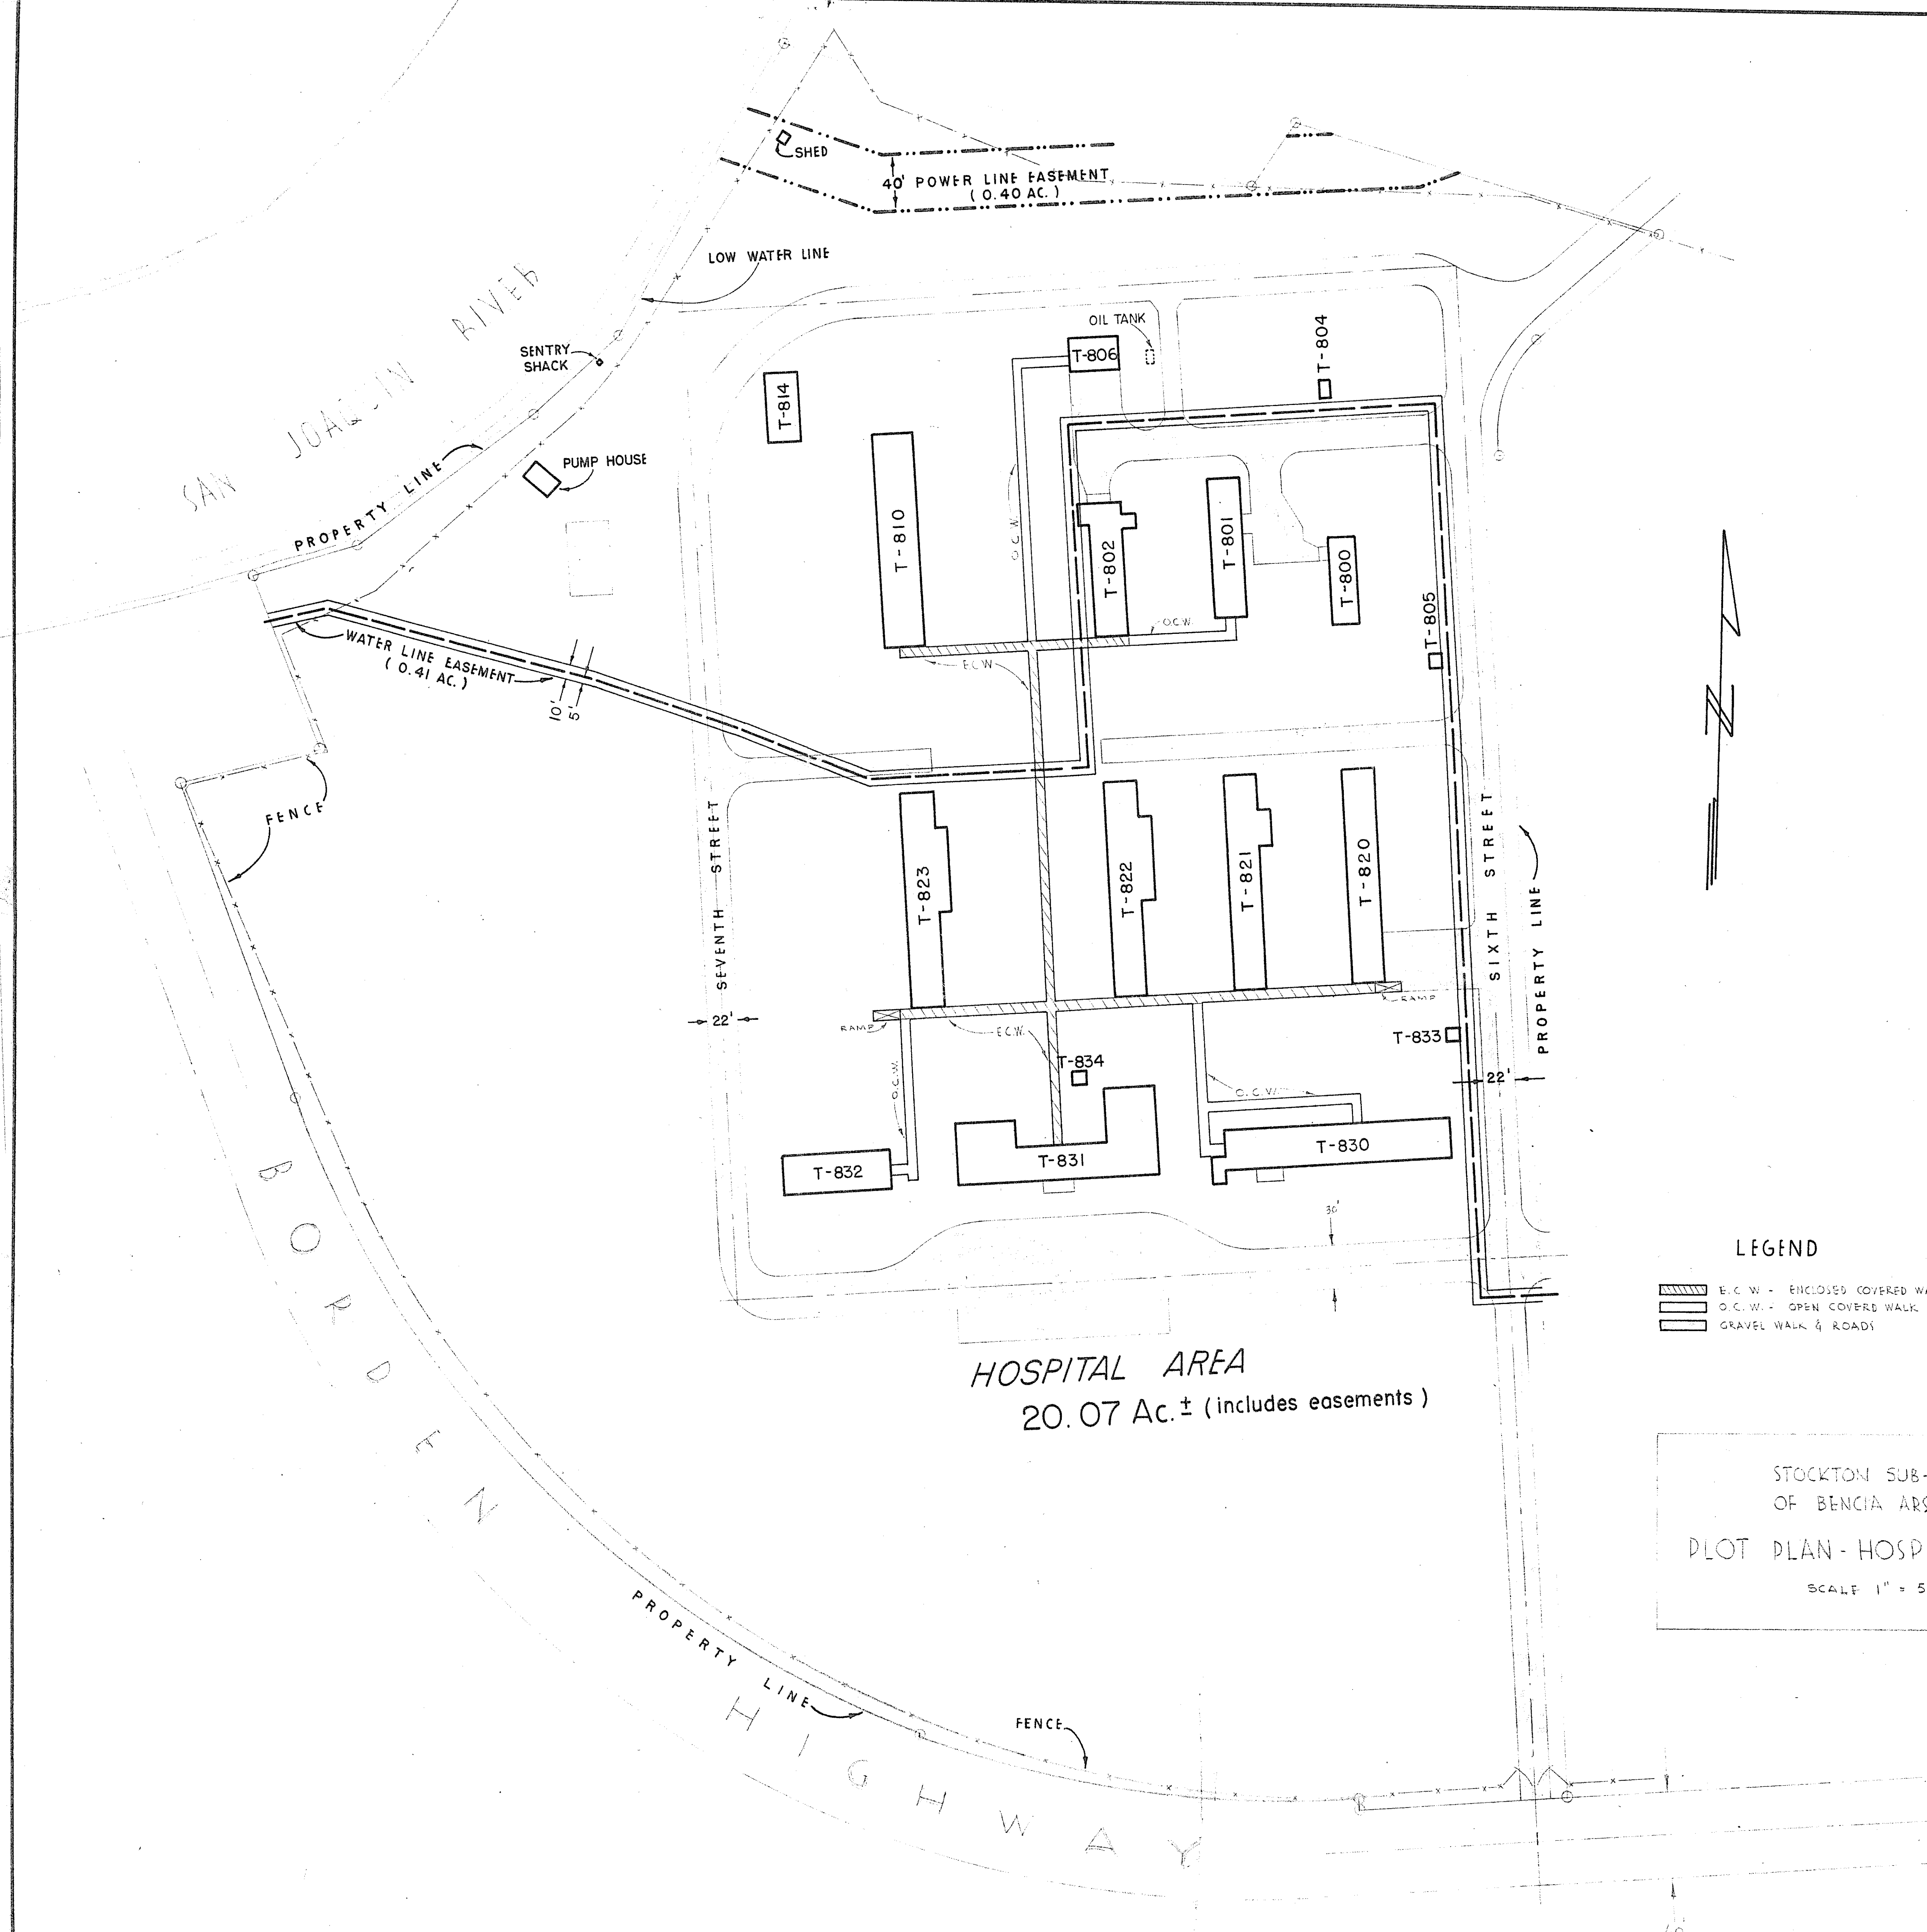 SHED
40' POWER LINE EASEMENT
( 0.40 AC. )
LOW WATER LINE
SAN JOAQUIN RIVER
SENTRY
SHACK
PROPERTY LINE
PUMP HOUSE
OIL TANK
T-806
T-804
T-814
T-810
O.C.W.
T-802
T-801
T-800
T-805
O.C.W.
E.C.W
WATER LINE EASEMENT
( 0.41 AC. )
10'
5'
FENCE
SEVENTH STREET
22'
T-823
T-822
T-821
T-820
SIXTH STREET
PROPERTY LINE
N
RAMP
RAMP
E.C.W.
T-834
T-833
22'
O.C.W.
O.C.W.
T-832
T-831
T-830
30'
LEGEND
E.C W - ENCLOSED COVERED
O.C.W. - OPEN COVERD WALK
GRAVEL WALK & ROADS
HOSPITAL AREA
20.07 Ac.± (includes easements)
STOCKTON SUB-
OF BENCIA ARS
PLOT PLAN - HOSP
SCALE 1" = 5
BORDEN HIGHWAY
PROPERTY LINE
FENCE